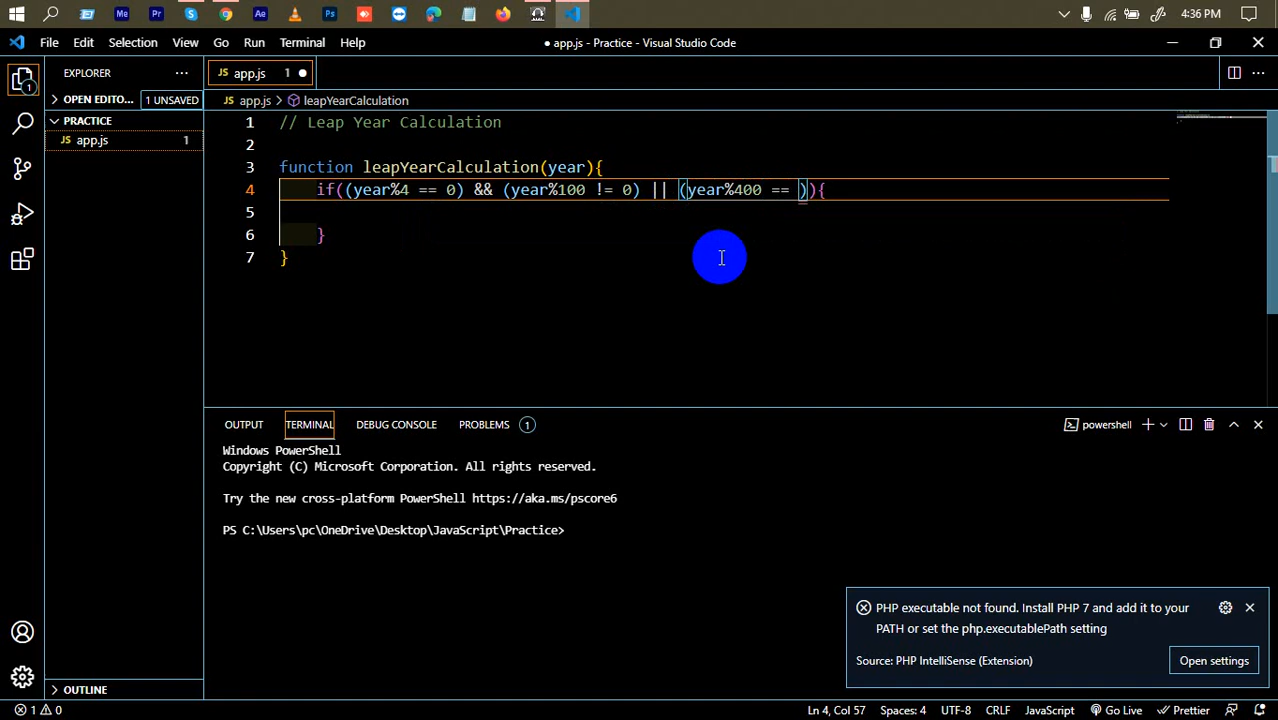 4:36 PM
File Edit Selection View Go Run Terminal Help
● app.js - Practice - Visual Studio Code
EXPLORER
JS app.js 1
OPEN EDITO... 1 UNSAVED
JS app.js > leapYearCalculation
PRACTICE
JS app.js 1
1 // Leap Year Calculation
2
3 function leapYearCalculation(year){
4 if((year%4 == 0) && (year%100 != 0) || (year%400 == )){
5
6 }
7 }
OUTPUT TERMINAL DEBUG CONSOLE PROBLEMS 1
powershell
Windows PowerShell
Copyright (C) Microsoft Corporation. All rights reserved.
Try the new cross-platform PowerShell https://aka.ms/pscore6
PS C:\Users\pc\OneDrive\Desktop\JavaScript\Practice>
PHP executable not found. Install PHP 7 and add it to your
PATH or set the php.executablePath setting
Source: PHP IntelliSense (Extension)
Open settings
OUTLINE
1 0
Ln 4, Col 57 Spaces: 4 UTF-8 CRLF JavaScript Go Live Prettier